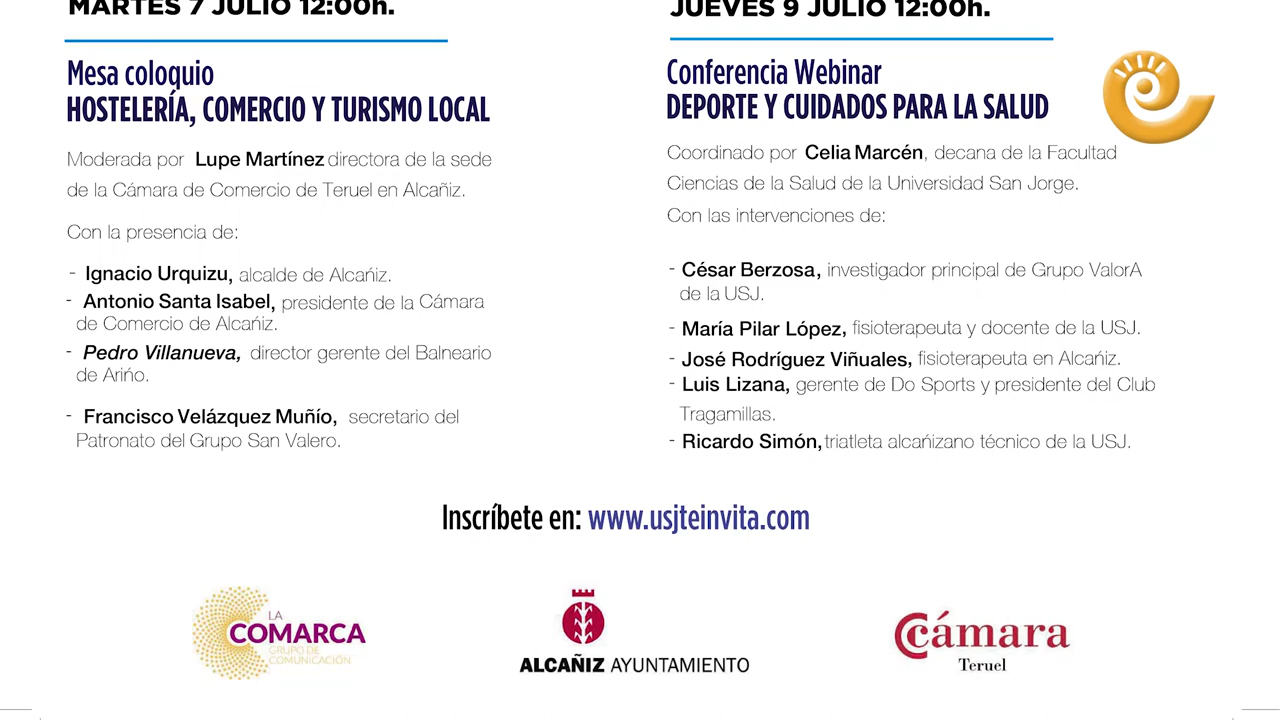 MARTES 7 JULIO 12:00h.
Mesa coloquio
HOSTELERÍA, COMERCIO Y TURISMO LOCAL
Moderada por Lupe Martínez directora de la sede
de la Cámara de Comercio de Teruel en Alcañiz.
Con la presencia de:
- Ignacio Urquizu, alcalde de Alcañiz.
- Antonio Santa Isabel, presidente de la Cámara
de Comercio de Alcañiz.
- Pedro Villanueva, director gerente del Balneario
de Ariño.
- Francisco Velázquez Muñío, secretario del
Patronato del Grupo San Valero.
JUEVES 9 JULIO 12:00h.
Conferencia Webinar
DEPORTE Y CUIDADOS PARA LA SALUD
Coordinado por Celia Marcén, decana de la Facultad
Ciencias de la Salud de la Universidad San Jorge.
Con las intervenciones de:
- César Berzosa, investigador principal de Grupo ValorA
de la USJ.
- María Pilar López, fisioterapeuta y docente de la USJ.
- José Rodríguez Viñuales, fisioterapeuta en Alcañiz.
- Luis Lizana, gerente de Do Sports y presidente del Club
Tragamillas.
- Ricardo Simón, triatleta alcañizano técnico de la USJ.
Inscríbete en: www.usjteinvita.com
LA
COMARCA
GRUPO DE
COMUNICACIÓN
ALCAÑIZ AYUNTAMIENTO
Cámara
Teruel